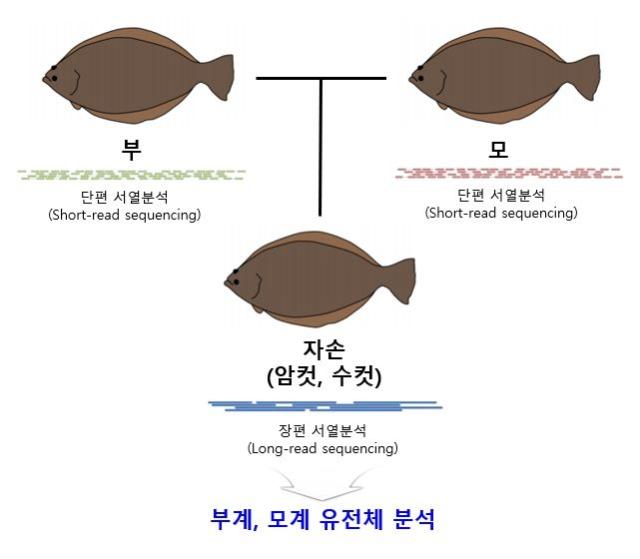 부
모
단편 서열분석
(Short-read sequencing)
단편 서열분석
(Short-read sequencing)
자손
(암컷, 수컷)
장편 서열분석
(Long-read sequencing)
부계, 모계 유전체 분석